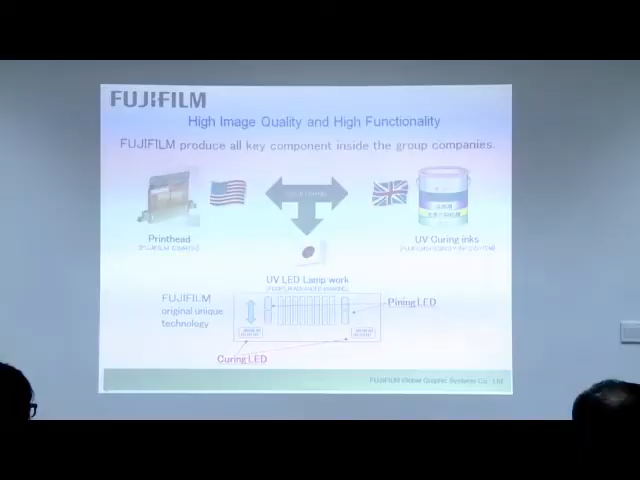 FUJIFILM
High Image Quality and High Functionality
FUJIFILM produce all key component inside the group companies.
Printhead
UV Curing inks
UV LED Lamp work
FUJIFILM
original unique
technology
Pining LED
Curing LED
FUJIFILM Global Graphic Systems Co., Ltd.